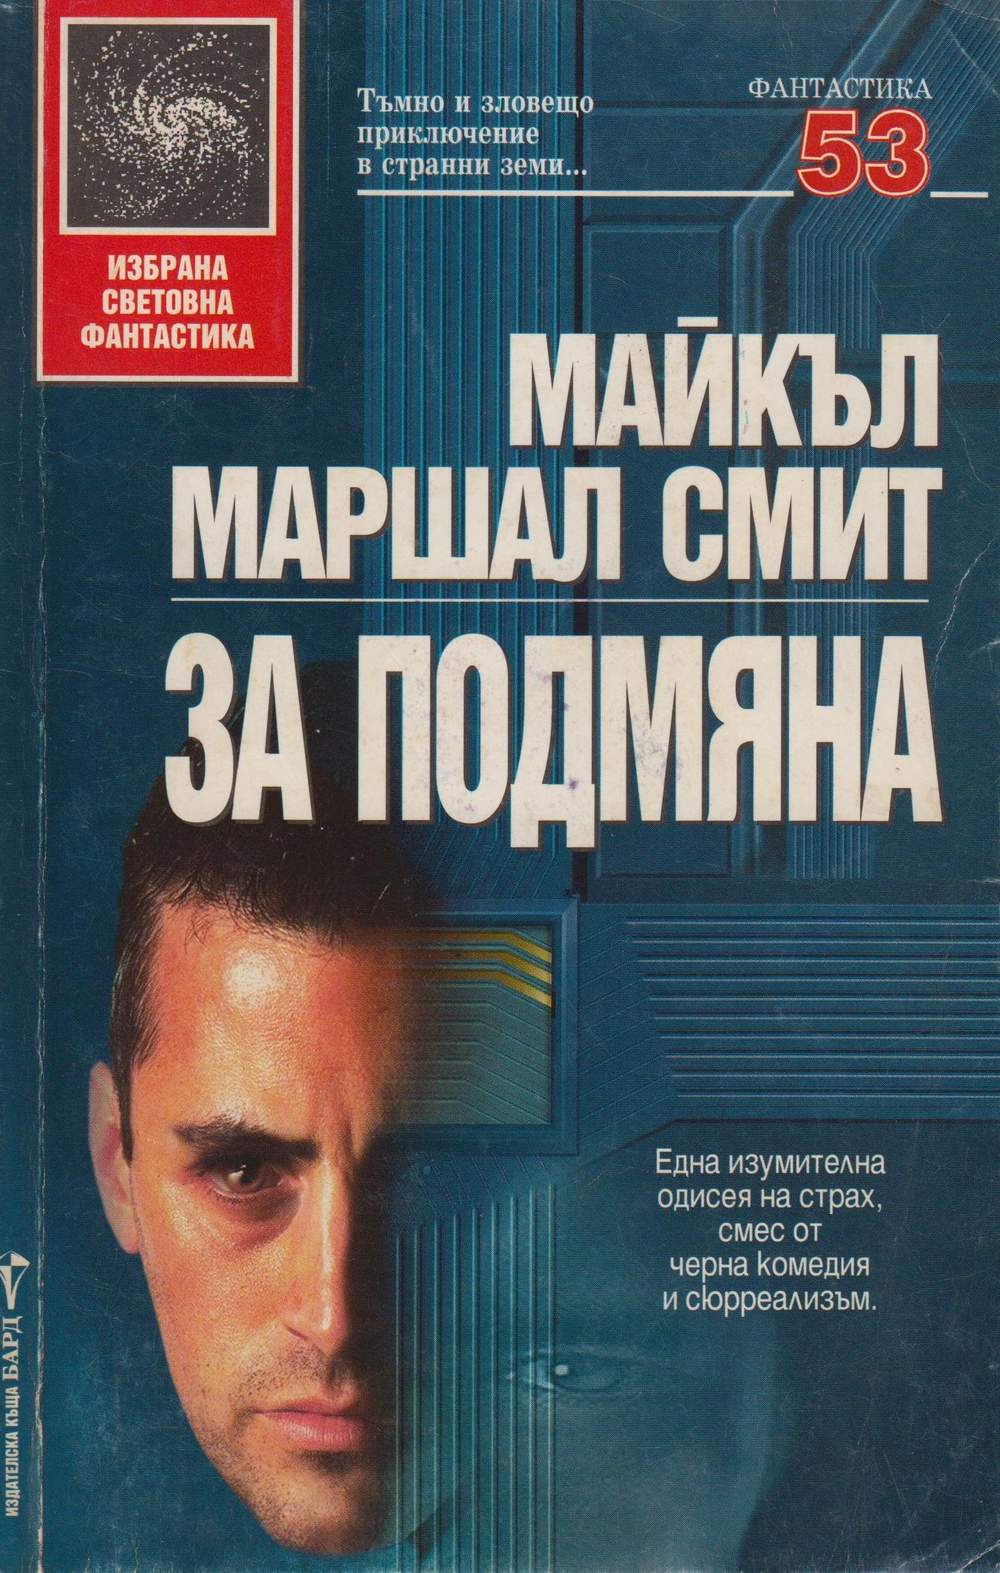 ИЗБРАНА
СВЕТОВНА
ФАНТАСТИКА
Тъмно и зловещо
приключение
в странни земи...
ФАНТАСТИКА
53
МАЙКЪЛ
МАРШАЛ СМИТ
ЗА ПОДМЯНА
Една изумителна
одисея на страх,
смес от
черна комедия
и сюрреализъм.
ИЗДАТЕЛСКА КЪЩА БАРД